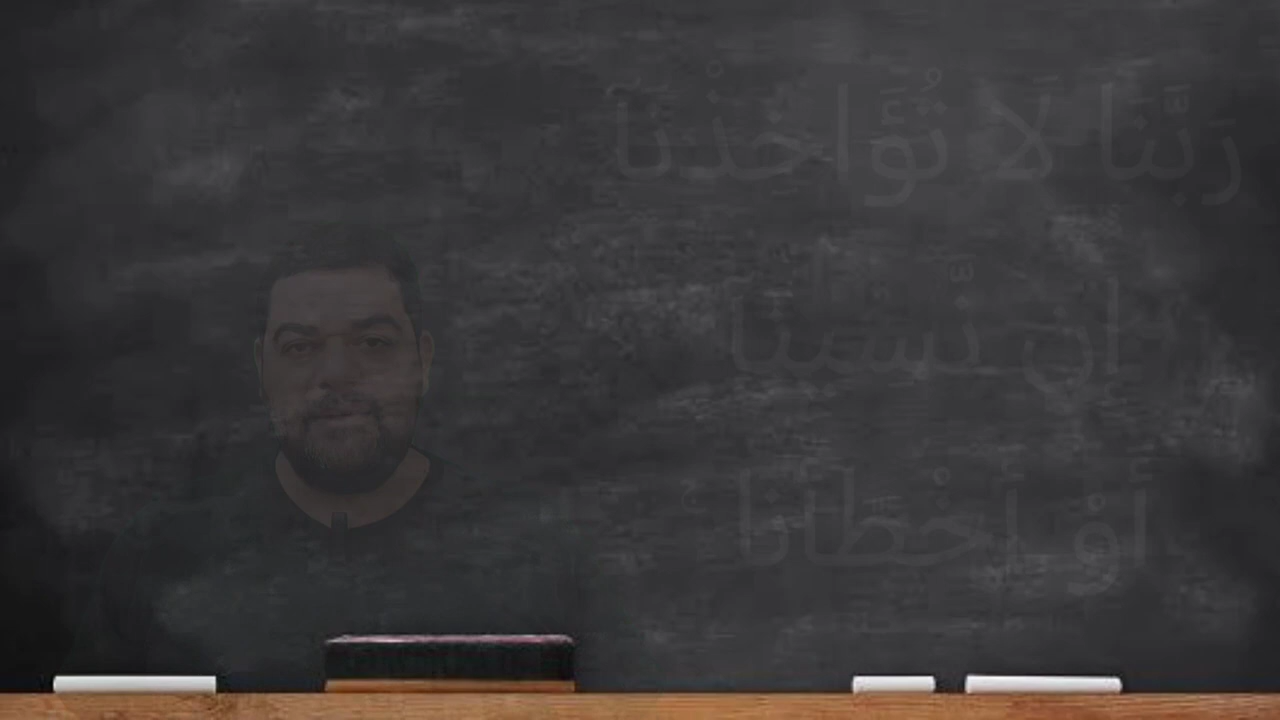 رَبَّنَا لَا تُؤَاخِذْنَا
إِن نَّسِينَا
أَوْ أَخْطَأْنَا